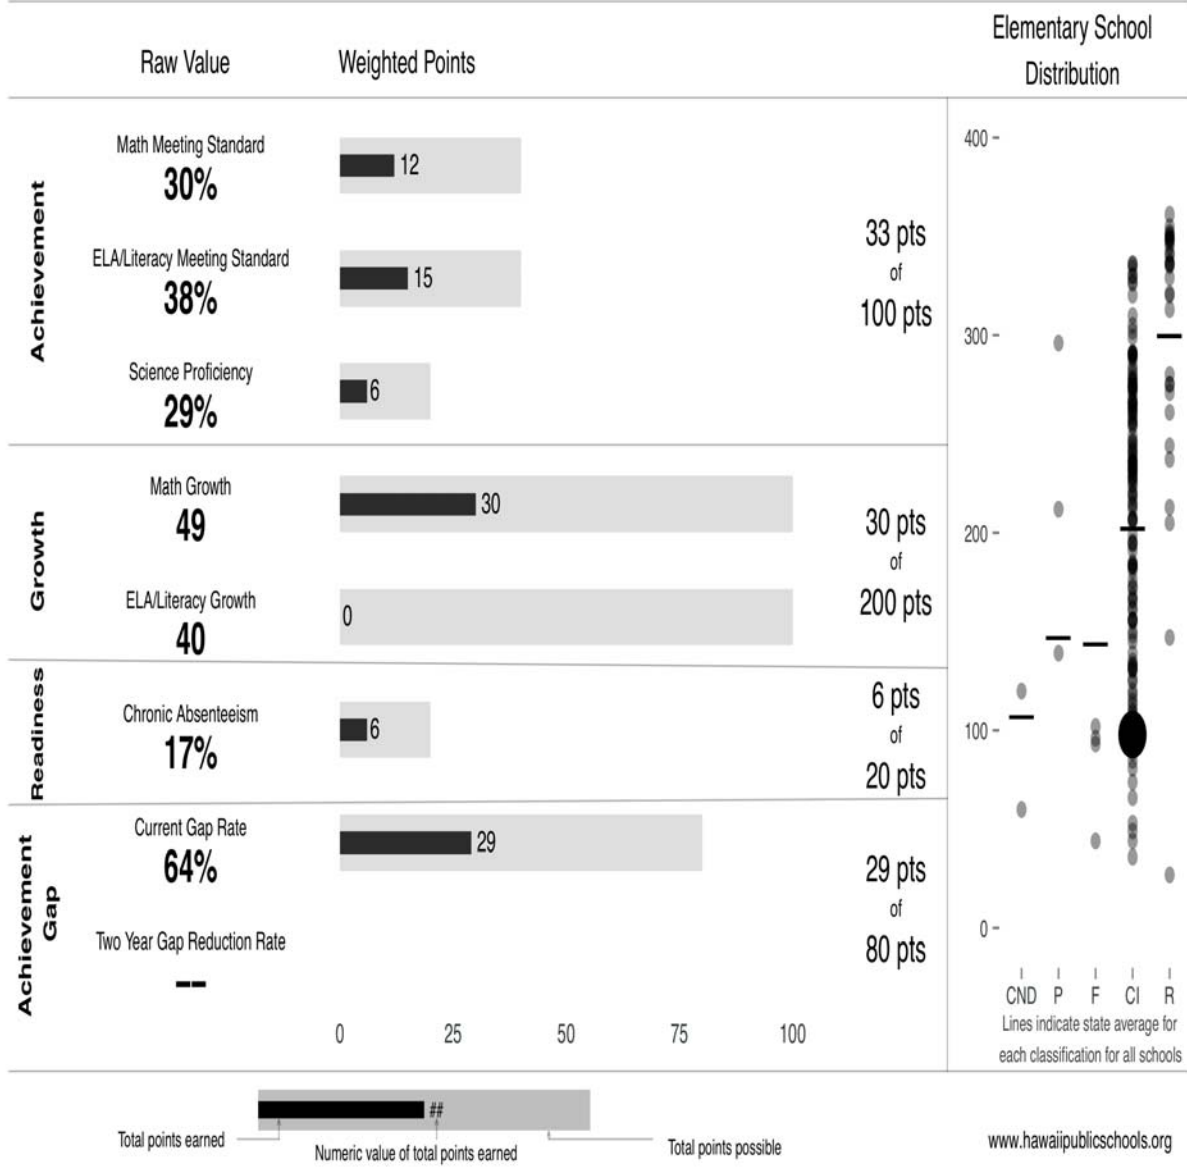 Elementary School
Distribution
Raw Value
Weighted Points
Achievement
Math Meeting Standard
30%
12
ELA/Literacy Meeting Standard
38%
15
Science Proficiency
29%
6
33 pts
of
100 pts
Growth
Math Growth
49
30
ELA/Literacy Growth
40
0
30 pts
of
200 pts
Readiness
Chronic Absenteeism
17%
6
6 pts
of
20 pts
Achievement
Gap
Current Gap Rate
64%
29
Two Year Gap Reduction Rate
--
29 pts
of
80 pts
0 25 50 75 100
400
300
200
100
0
CND P F CI R
Lines indicate state average for
each classification for all schools
##
Total points earned
Numeric value of total points earned
Total points possible
www.hawaiipublicschools.org